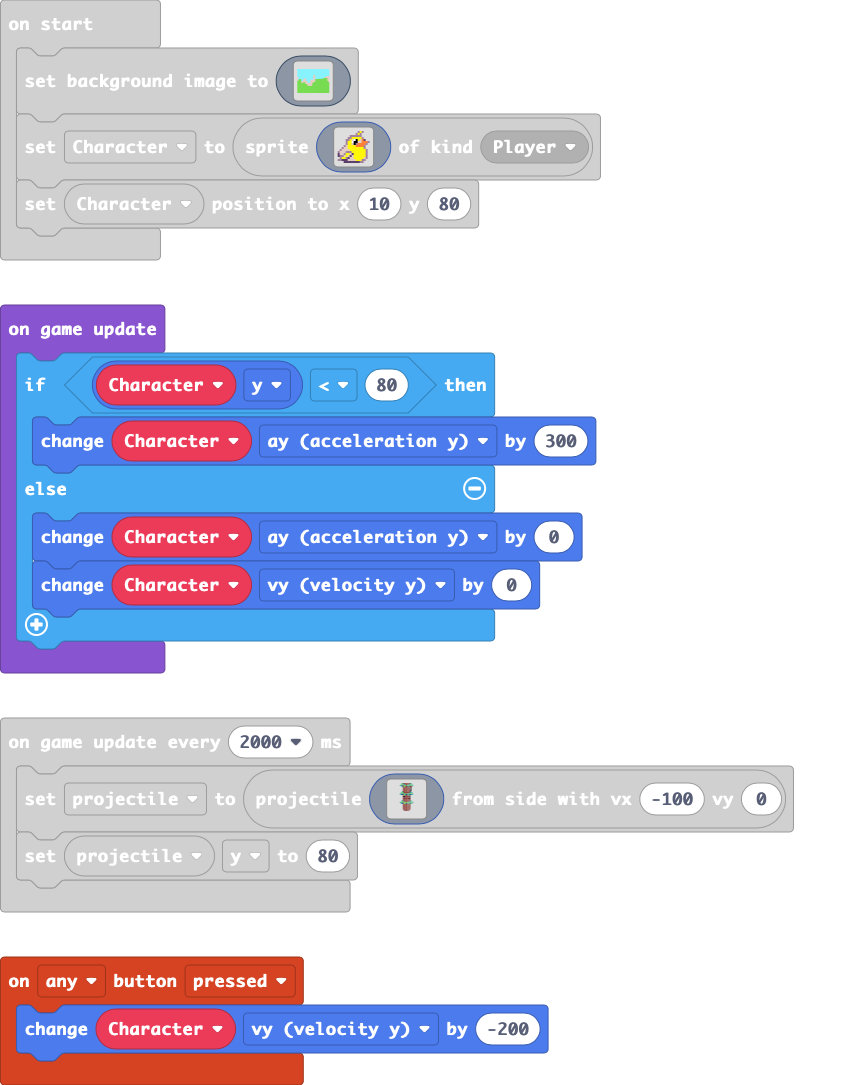 on start
set background image to
set Character to sprite of kind Player
set Character position to x 10 y 80
on game update
if Character y < 80 then
change Character ay (acceleration y) by 300
else
change Character ay (acceleration y) by 0
change Character vy (velocity y) by 0
on game update every 2000 ms
set projectile to projectile from side with vx -100 vy 0
set projectile y to 80
on any button pressed
change Character vy (velocity y) by -200